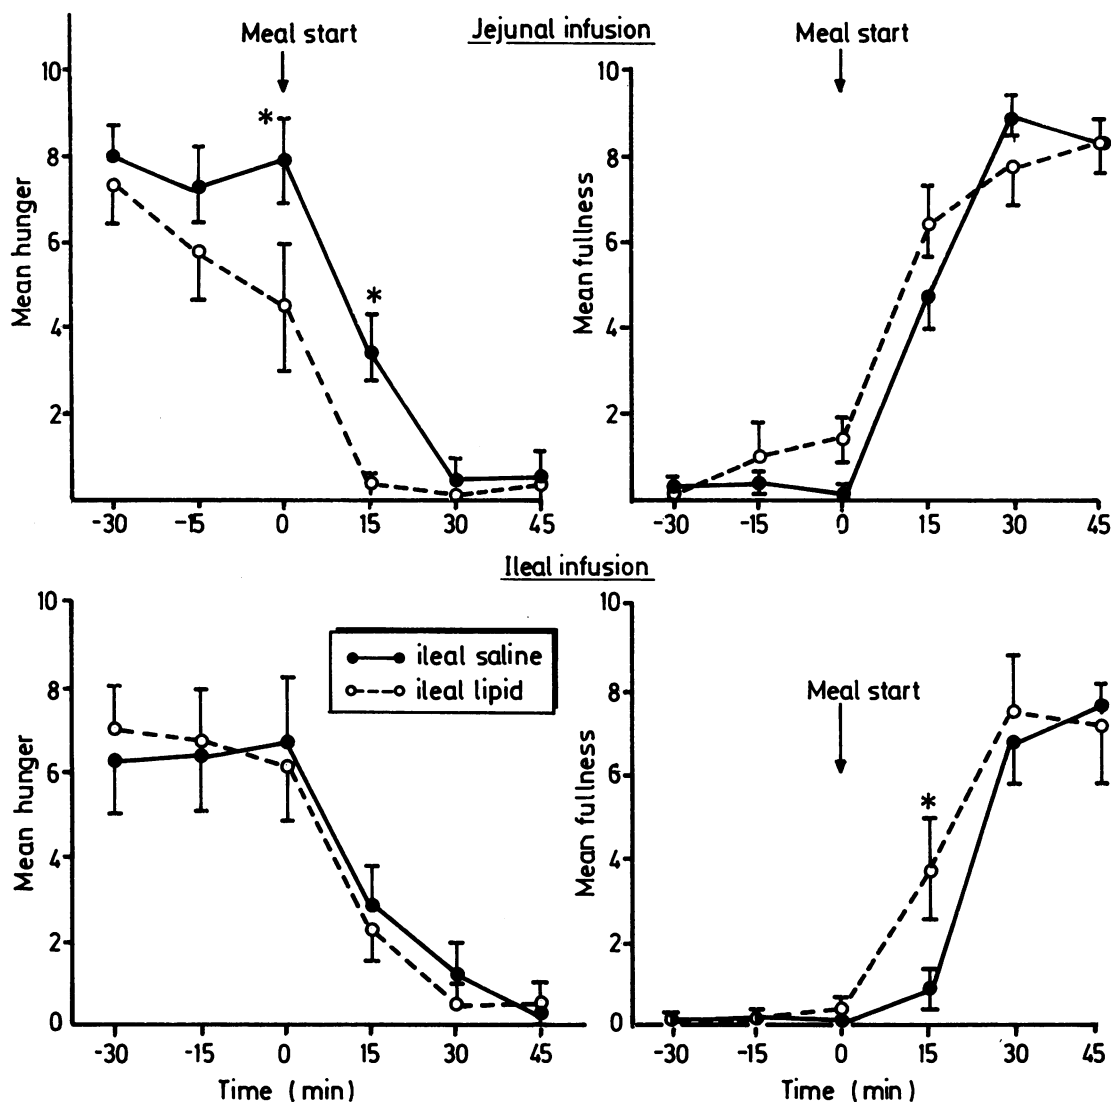 Jejunal infusion
Meal start
10
8
6
4
2
Mean hunger
*
*
-30 -15 0 15 30 45
Meal start
10
8
6
4
2
Mean fullness
-30 -15 0 15 30 45
Ileal infusion
10
8
6
4
2
0
Mean hunger
ileal saline
ileal lipid
-30 -15 0 15 30 45
Time (min)
Meal start
10
8
6
4
2
0
Mean fullness
*
-30 -15 0 15 30 45
Time (min)